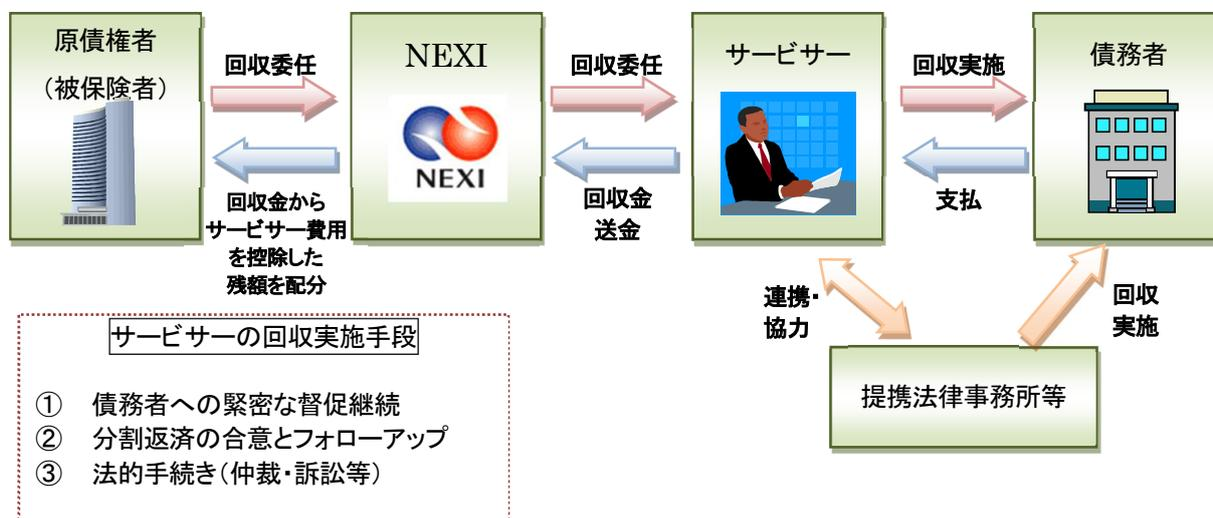 原債権者
(被保険者)
回収委任
回収金から
サービサー費用
を控除した
残額を配分
NEXI
NEXI
回収委任
回収金
送金
サービサー
回収実施
支払
債務者
連携・
協力
回収
実施
提携法律事務所等
サービサーの回収実施手段
① 債務者への緊密な督促継続
② 分割返済の合意とフォローアップ
③ 法的手続き(仲裁・訴訟等)